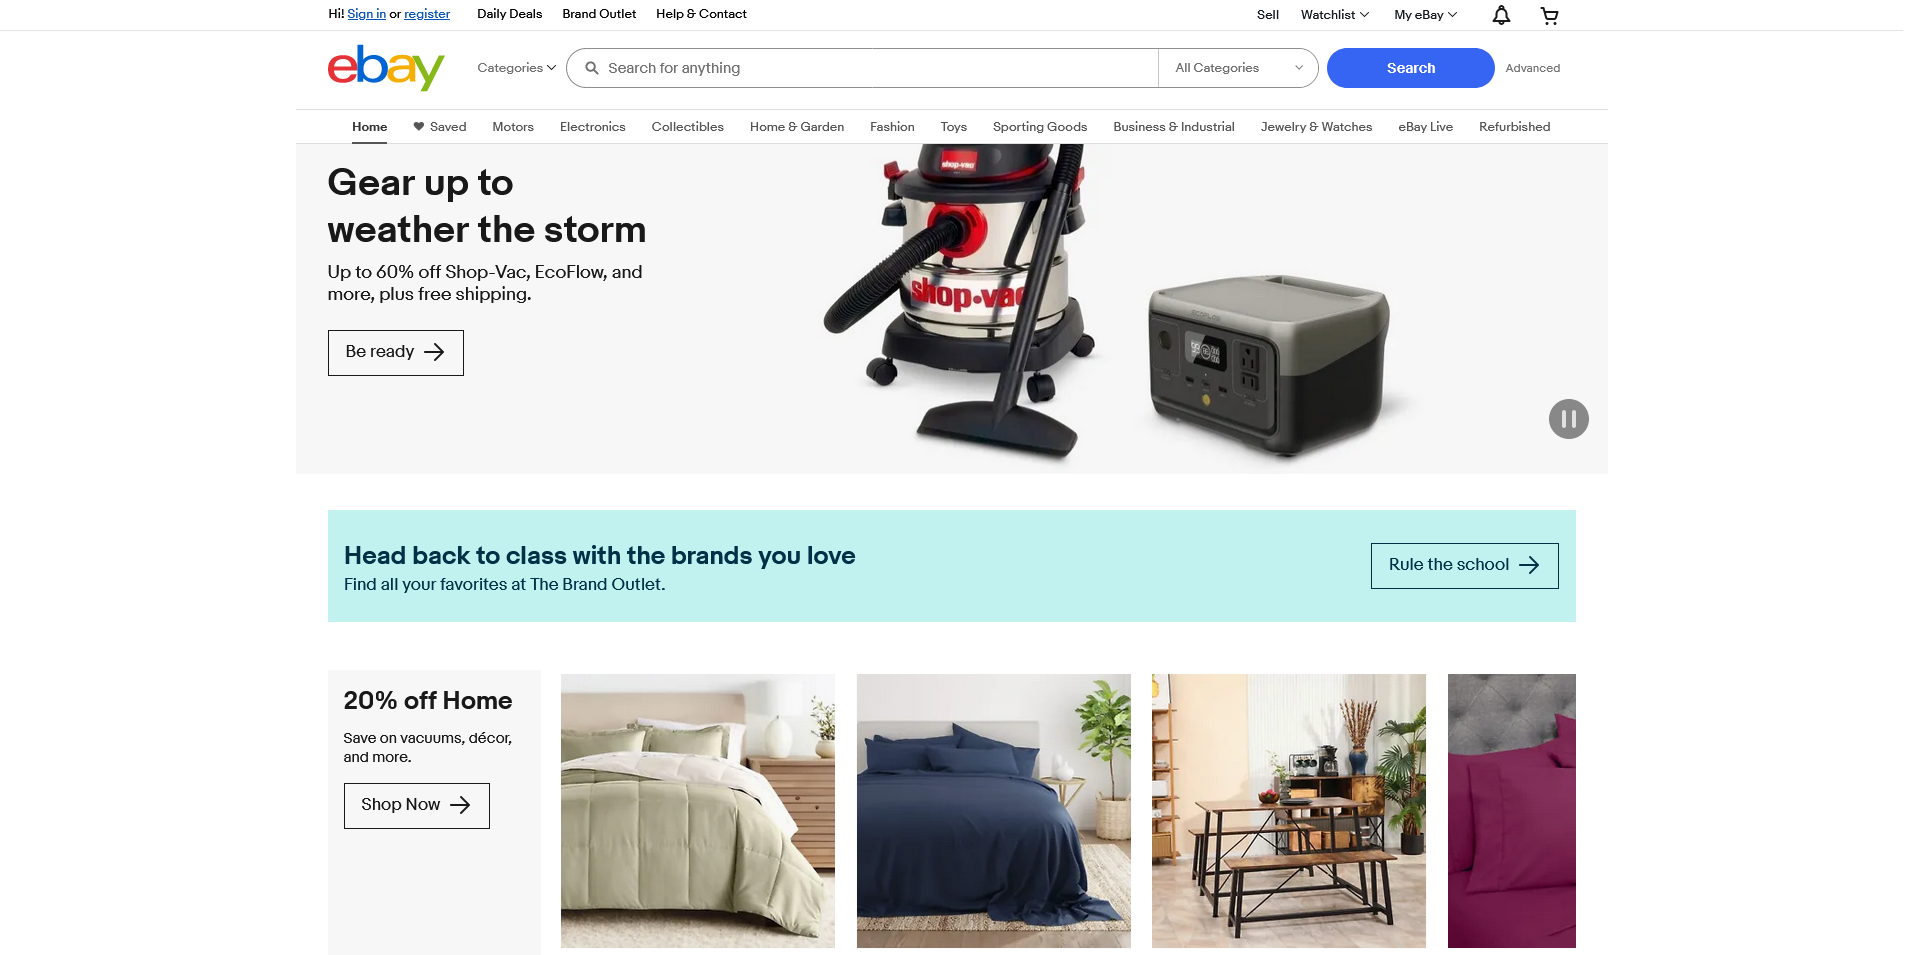 Hi! Sign in or register
Daily Deals
Brand Outlet
Help & Contact
Sell
Watchlist
My eBay
ebay
Categories
Search for anything
All Categories
Search
Advanced
Home
Saved
Motors
Electronics
Collectibles
Home & Garden
Fashion
Toys
Sporting Goods
Business & Industrial
Jewelry & Watches
eBay Live
Refurbished
Gear up to
weather the storm
Up to 60% off Shop-Vac, EcoFlow, and
more, plus free shipping.
Be ready
shop-vac
shop-vac
ECOFLOW
Head back to class with the brands you love
Find all your favorites at The Brand Outlet.
Rule the school
20% off Home
Save on vacuums, décor,
and more.
Shop Now